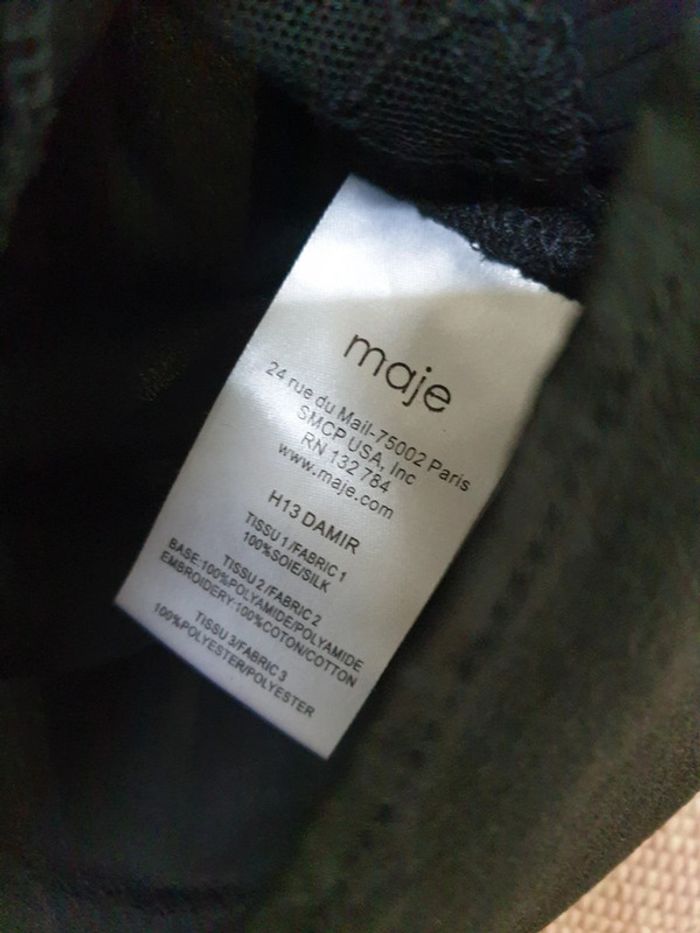 maje
24 rue du Mail-75002 Paris
SMCP USA, Inc
RN 132 784
www.maje.com
H13 DAMIR
TISSU 1/FABRIC 1
100%SOIE/SILK
TISSU 2/FABRIC 2
BASE:100%POLYAMIDE/POLYAMIDE
EMBROIDERY:100%COTON/COTTON
TISSU 3/FABRIC 3
100%POLYESTER/POLYESTER